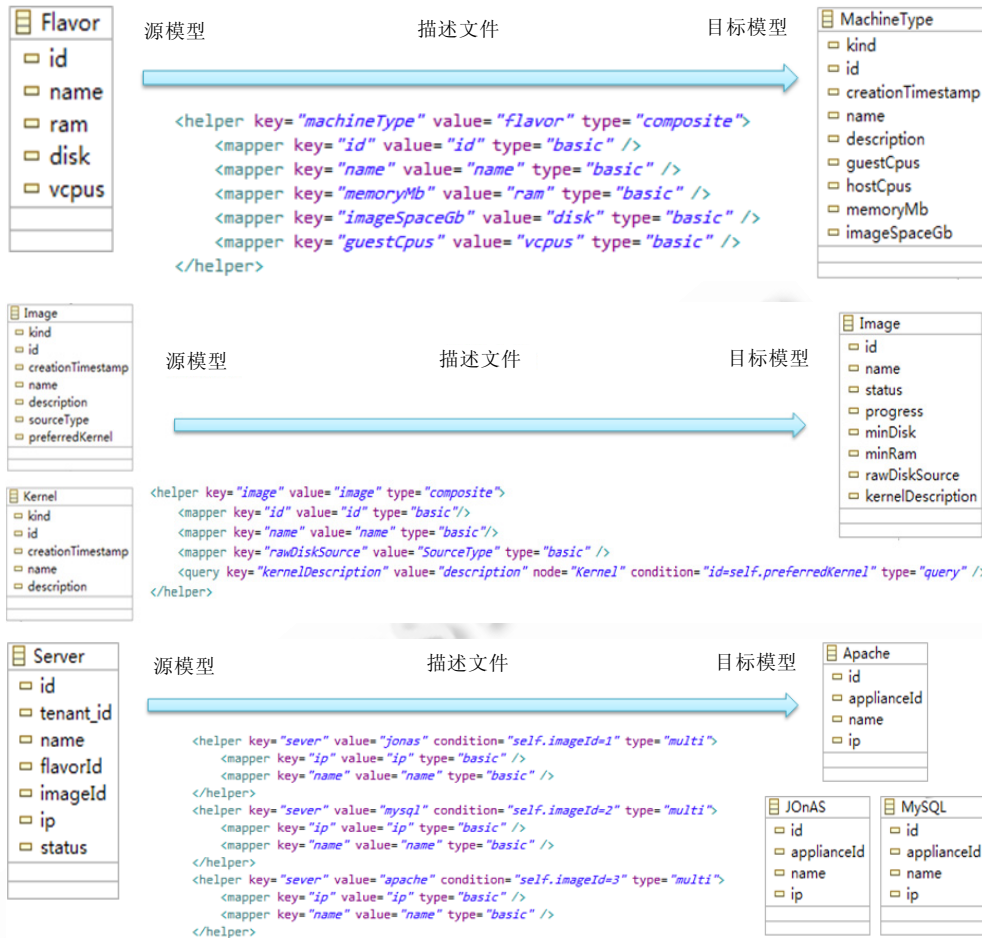 Flavor
id
name
ram
disk
vcpus
源模型
描述文件
目标模型
<helper key="machineType" value="flavor" type="composite">
<mapper key="id" value="id" type="basic" />
<mapper key="name" value="name" type="basic" />
<mapper key="memoryMb" value="ram" type="basic" />
<mapper key="imageSpaceGb" value="disk" type="basic" />
<mapper key="guestCpus" value="vcpus" type="basic" />
</helper>
MachineType
kind
id
creationTimestamp
name
description
guestCpus
hostCpus
memoryMb
imageSpaceGb
Image
kind
id
creationTimestamp
name
description
sourceType
preferredKernel
Kernel
kind
id
creationTimestamp
name
description
源模型
描述文件
目标模型
<helper key="image" value="image" type="composite">
<mapper key="id" value="id" type="basic"/>
<mapper key="name" value="name" type="basic"/>
<mapper key="rawDiskSource" value="SourceType" type="basic" />
<query key="kernelDescription" value="description" node="Kernel" condition="id=self.preferredKernel" type="query" />
</helper>
Image
id
name
status
progress
minDisk
minRam
rawDiskSource
kernelDescription
Server
id
tenant_id
name
flavorId
imageId
ip
status
源模型
描述文件
目标模型
<helper key="sever" value="jonas" condition="self.imageId=1" type="multi">
<mapper key="ip" value="ip" type="basic" />
<mapper key="name" value="name" type="basic" />
</helper>
<helper key="sever" value="mysql" condition="self.imageId=2" type="multi">
<mapper key="ip" value="ip" type="basic" />
<mapper key="name" value="name" type="basic" />
</helper>
<helper key="sever" value="apache" condition="self.imageId=3" type="multi">
<mapper key="ip" value="ip" type="basic" />
<mapper key="name" value="name" type="basic" />
</helper>
Apache
id
applianceId
name
ip
JOnAS
id
applianceId
name
ip
MySQL
id
applianceId
name
ip